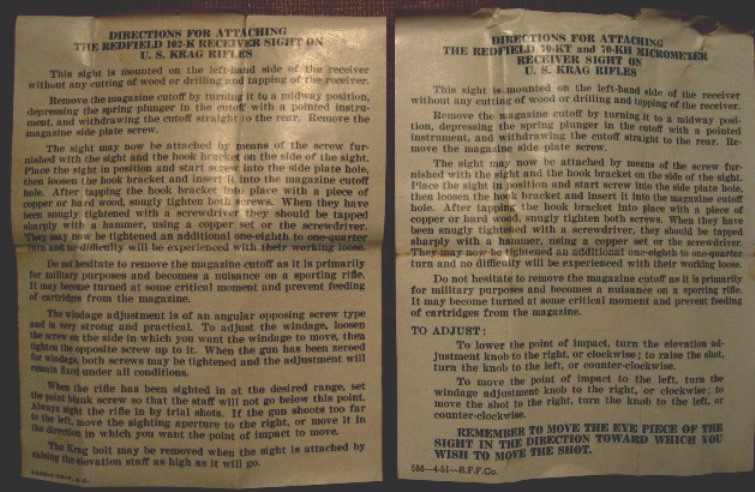 DIRECTIONS FOR ATTACHING
THE REDFIELD 102-K RECEIVER SIGHT ON
U. S. KRAG RIFLES
This sight is mounted on the left-hand side of the receiver
without any cutting of wood or drilling and tapping of the receiver.
Remove the magazine cutoff by turning it to a midway position,
depressing the spring plunger in the cutoff with a pointed instru-
ment, and withdrawing the cutoff straight to the rear. Remove the
magazine side plate screw.
The sight may now be attached by means of the screw fur-
nished with the sight and the hook bracket on the side of the sight.
Place the sight in position and start screw into the side plate hole,
then loosen the hook bracket and insert it into the magazine cutoff
hole. After tapping the hook bracket into place with a piece of
copper or hard wood, snugly tighten both screws. When they have
been snugly tightened with a screwdriver they should be tapped
sharply with a hammer, using a copper set or the screwdriver.
They may now be tightened an additional one-eighth to one-quarter
turn and no difficulty will be experienced with their working loose.
Do not hesitate to remove the magazine cutoff as it is primarily
for military purposes and becomes a nuisance on a sporting rifle.
It may become turned at some critical moment and prevent feeding
of cartridges from the magazine.
The windage adjustment is of an angular opposing screw type
and is very strong and practical. To adjust the windage, loosen
the screw on the side in which you want the windage to move, then
tighten the opposite screw up to it. When the gun has been zeroed
for windage, both screws may be tightened and the adjustment will
remain fixed under all conditions.
When the rifle has been sighted in at the desired range, set
the point blank screw so that the staff will not go below this point.
Always sight the rifle in by trial shots. If the gun shoots too far
to the left, move the sighting aperture to the right, or move it in
the direction in which you want the point of impact to move.
The Krag bolt may be removed when the sight is attached by
raising the elevation staff as high as it will go.
DIRECTIONS FOR ATTACHING
THE REDFIELD 70-KT and 70-KH MICROMETER
RECEIVER SIGHT ON
U. S. KRAG RIFLES
This sight is mounted on the left-hand side of the receiver
without any cutting of wood or drilling and tapping of the receiver.
Remove the magazine cutoff by turning it to a midway posi-
tion, depressing the spring plunger in the cutoff with a pointed
instrument, and withdrawing the cutoff straight to the rear. Re-
move the magazine side plate screw.
The sight may now be attached by means of the screw fur-
nished with the sight and the hook bracket on the side of the sight.
Place the sight in position and start screw into the side plate hole,
then loosen the hook bracket and insert it into the magazine cutoff
hole. After tapping the hook bracket into place with a piece of
copper or hard wood, snugly tighten both screws. When they have
been snugly tightened with a screwdriver, they should be tapped
sharply with a hammer, using a copper set or the screwdriver.
They may now be tightened an additional one-eighth to one-quarter
turn and no difficulty will be experienced with their working loose.
Do not hesitate to remove the magazine cutoff as it is primarily
for military purposes and becomes a nuisance on a sporting rifle.
It may become turned at some critical moment and prevent feeding
of cartridges from the magazine.
TO ADJUST:
To lower the point of impact, turn the elevation ad-
justment knob to the right, or clockwise; to raise the shot,
turn the knob to the left, or counter-clockwise.
To move the point of impact to the left, turn the
windage adjustment knob to the right, or clockwise; to
move the shot to the right, turn the knob to the left, or
counter-clockwise.
REMEMBER TO MOVE THE EYE PIECE OF THE
SIGHT IN THE DIRECTION TOWARD WHICH YOU
WISH TO MOVE THE SHOT.
5M—4-51—B.F.F.Co.